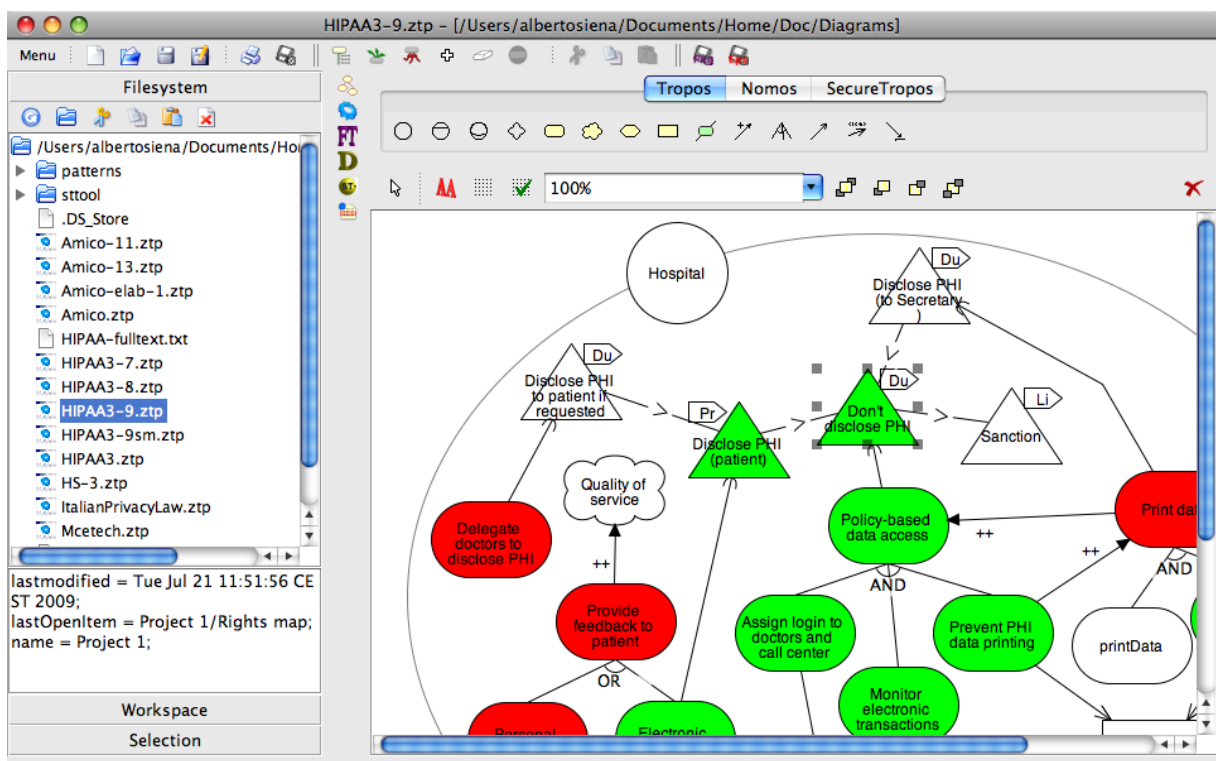 HIPAA3-9.ztp – [/Users/albertosiena/Documents/Home/Doc/Diagrams]
Menu
Filesystem
/Users/albertosiena/Documents/Ho
patterns
sttool
.DS_Store
Amico-11.ztp
Amico-13.ztp
Amico-elab-1.ztp
Amico.ztp
HIPAA-fulltext.txt
HIPAA3-7.ztp
HIPAA3-8.ztp
HIPAA3-9.ztp
HIPAA3-9sm.ztp
HIPAA3.ztp
HS-3.ztp
ItalianPrivacyLaw.ztp
Mcetech.ztp
lastmodified = Tue Jul 21 11:51:56 CE
ST 2009;
lastOpenItem = Project 1/Rights map;
name = Project 1;
Workspace
Selection
FT
D
ST
Tropos Nomos SecureTropos
AA
100%
Hospital
Du
Disclose PHI
(to Secretary
)
Du
Disclose PHI
to patient if
requested
Pr
Disclose PHI
(patient)
Du
Don't
disclose PHI
Li
Sanction
Quality of
service
Delegate
doctors to
disclose PHI
++
Provide
feedback to
patient
OR
Personal
Electronic
Policy-based
data access
++
Print dat
++
AND
AND
Assign login to
doctors and
call center
Prevent PHI
data printing
printData
Monitor
electronic
transactions